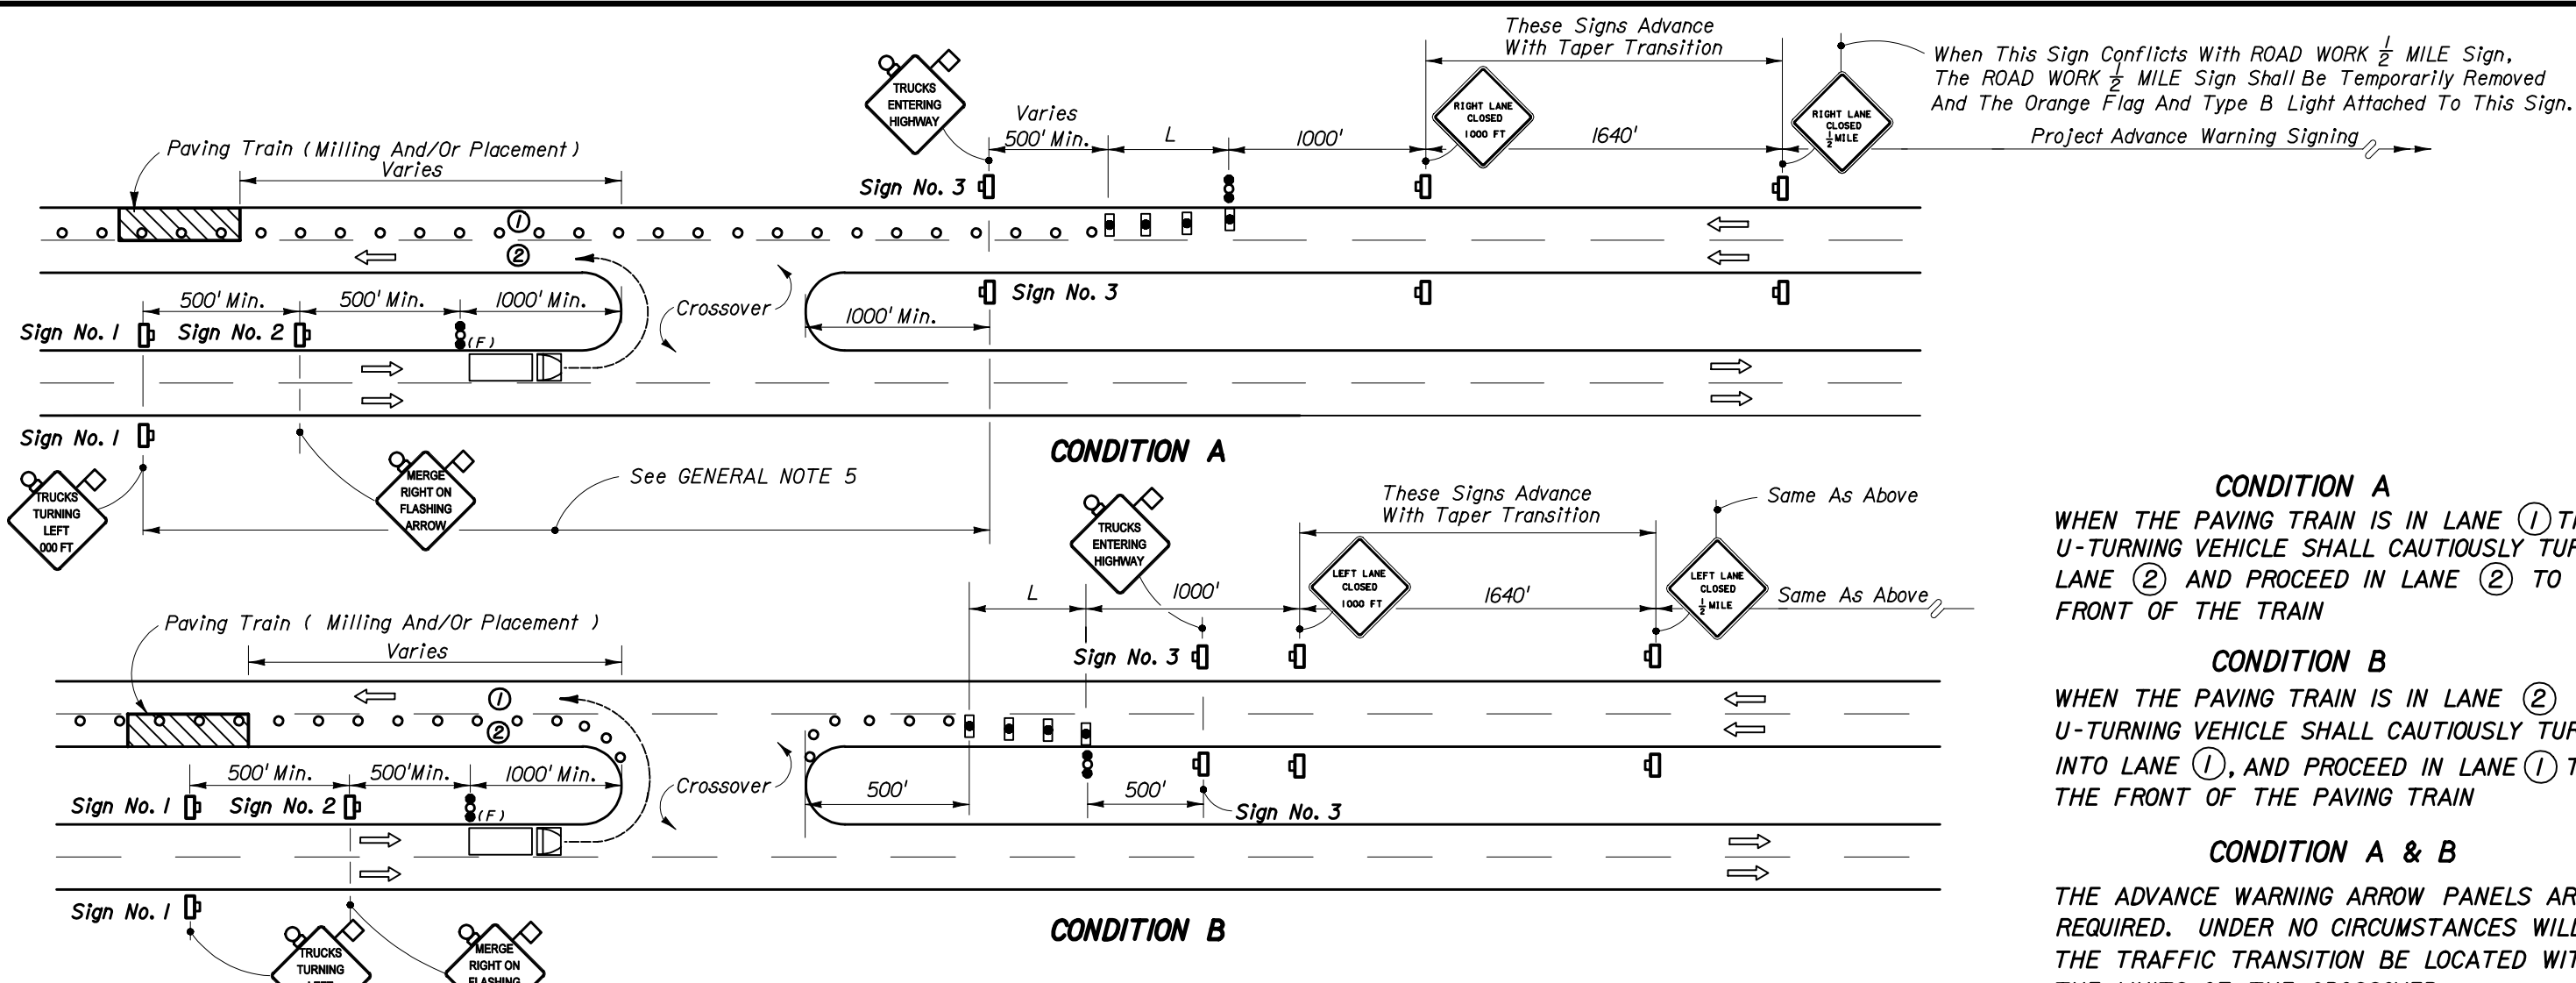 These Signs Advance
With Taper Transition
When This Sign Conflicts With ROAD WORK 1/2 MILE Sign,
The ROAD WORK 1/2 MILE Sign Shall Be Temporarily Removed
And The Orange Flag And Type B Light Attached To This Sign.
TRUCKS
ENTERING
HIGHWAY
Varies
500' Min.
L
1000'
RIGHT LANE
CLOSED
1000 FT
1640'
RIGHT LANE
CLOSED
1/2 MILE
Project Advance Warning Signing
Paving Train (Milling And/Or Placement)
Varies
Sign No. 3
1
2
500' Min.
500' Min.
1000' Min.
Crossover
Sign No. 3
1000' Min.
Sign No. 1
Sign No. 2
(F)
Sign No. 1
CONDITION A
TRUCKS
TURNING
LEFT
000 FT
MERGE
RIGHT ON
FLASHING
ARROW
See GENERAL NOTE 5
TRUCKS
ENTERING
HIGHWAY
These Signs Advance
With Taper Transition
Same As Above
L
1000'
LEFT LANE
CLOSED
1000 FT
1640'
LEFT LANE
CLOSED
1/2 MILE
Same As Above
Paving Train ( Milling And/Or Placement )
Varies
Sign No. 3
1
2
500' Min.
500'Min.
1000' Min.
Crossover
500'
500'
Sign No. 1
Sign No. 2
(F)
Sign No. 3
Sign No. 1
CONDITION B
TRUCKS
TURNING
LEFT
MERGE
RIGHT ON
FLASHING
CONDITION A
WHEN THE PAVING TRAIN IS IN LANE 1
U-TURNING VEHICLE SHALL CAUTIOUSLY
LANE 2 AND PROCEED IN LANE 2 TO
FRONT OF THE TRAIN
CONDITION B
WHEN THE PAVING TRAIN IS IN LANE 2
U-TURNING VEHICLE SHALL CAUTIOUSLY
INTO LANE 1, AND PROCEED IN LANE 1
THE FRONT OF THE PAVING TRAIN
CONDITION A & B
THE ADVANCE WARNING ARROW PANELS
REQUIRED. UNDER NO CIRCUMSTANCES
THE TRAFFIC TRANSITION BE LOCATED